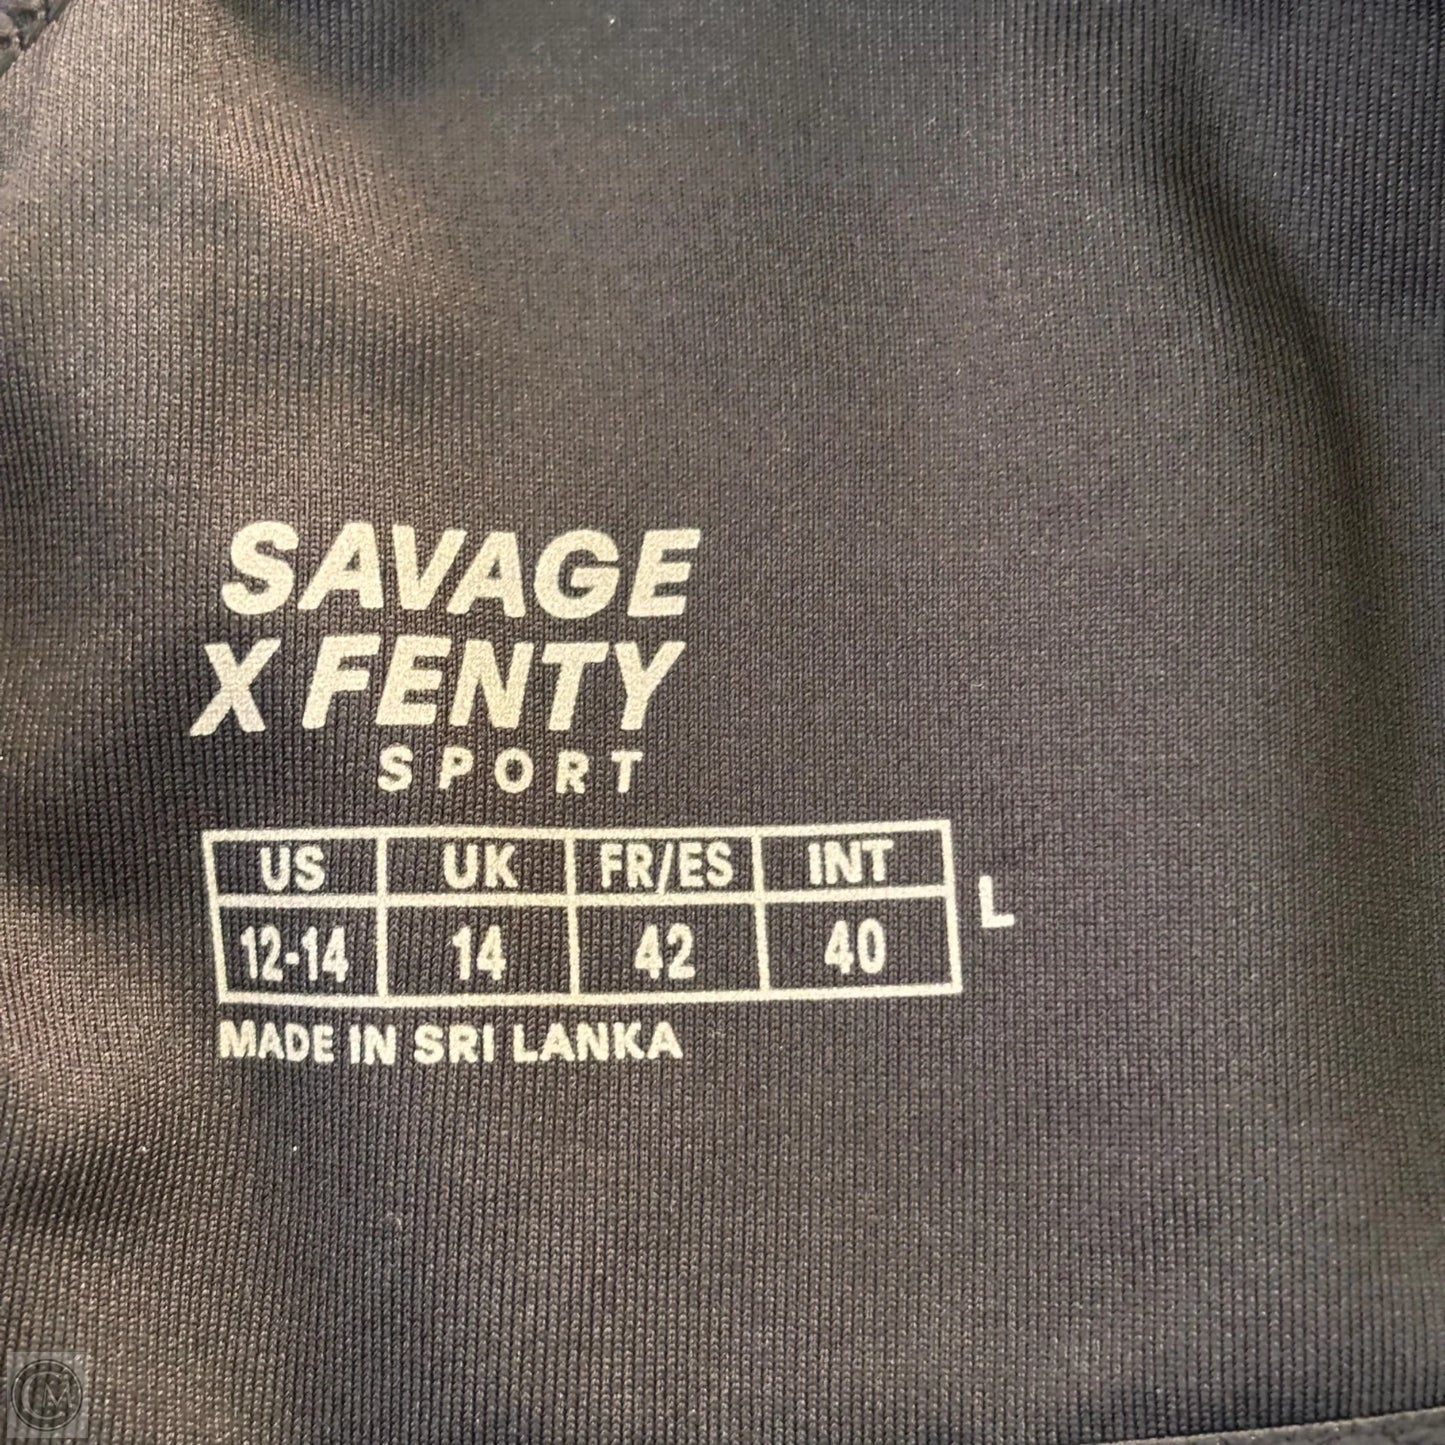 SAVAGE
X FENTY
SPORT
US UK FR/ES INT
L
12-14 14 42 40
MADE IN SRI LANKA